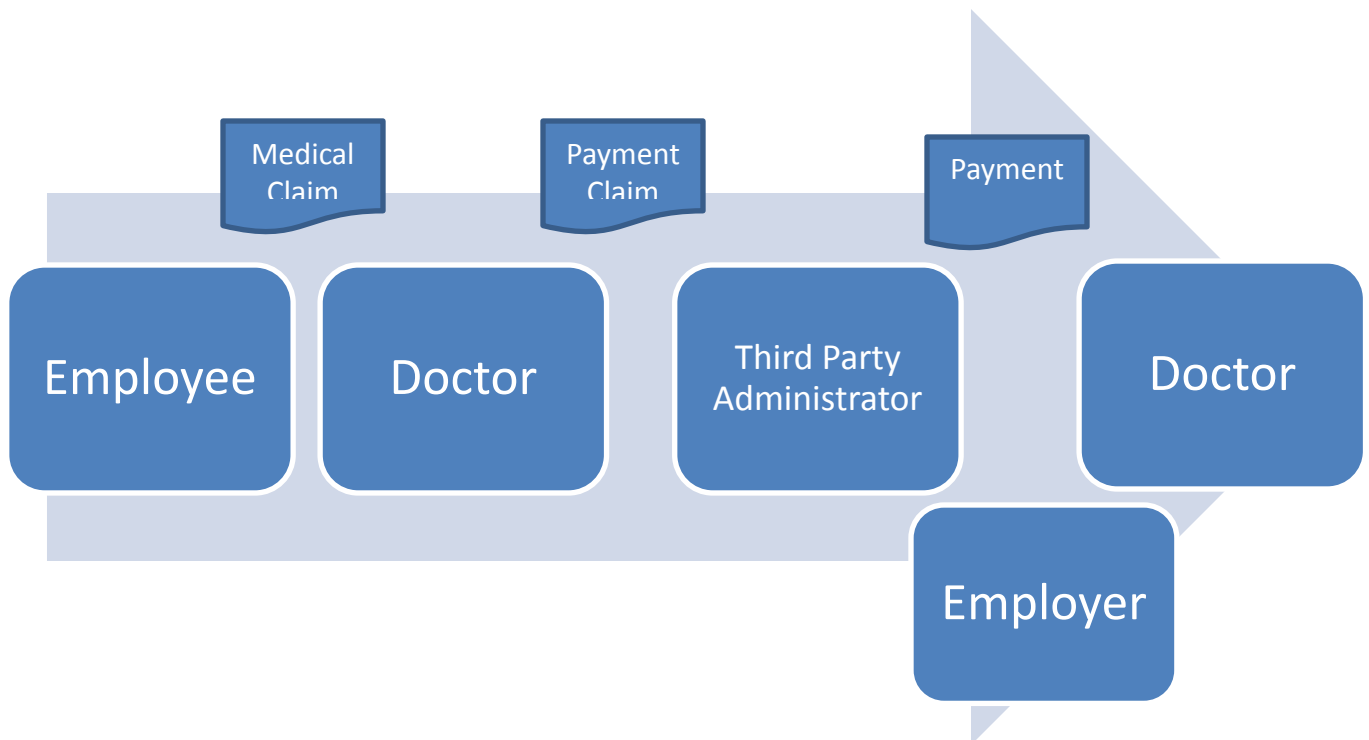 Medical
Claim
Payment
Claim
Payment
Employee
Doctor
Third Party
Administrator
Doctor
Employer